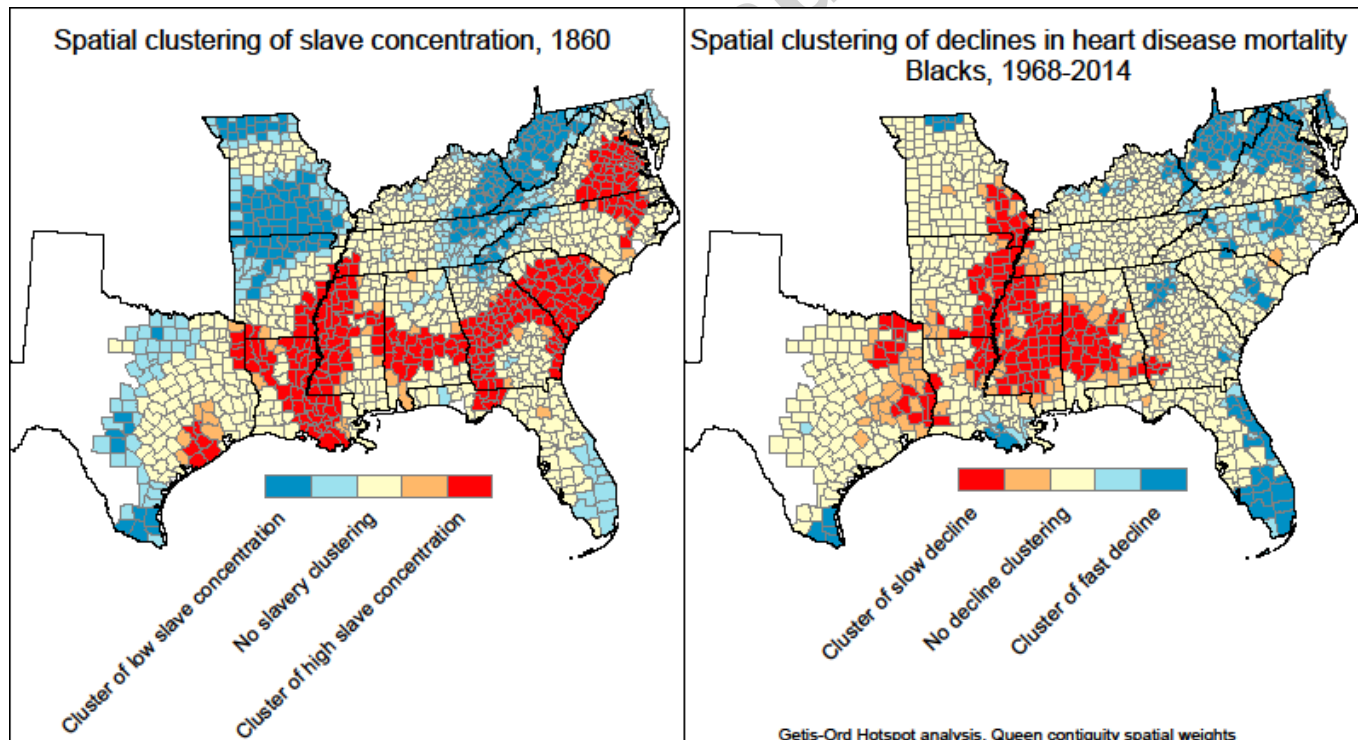 Spatial clustering of slave concentration, 1860
Cluster of low slave concentration
No slavery clustering
Cluster of high slave concentration
Spatial clustering of declines in heart disease mortality
Blacks, 1968-2014
Cluster of slow decline
No decline clustering
Cluster of fast decline
Getis-Ord Hotspot analysis, Queen contiguity spatial weights